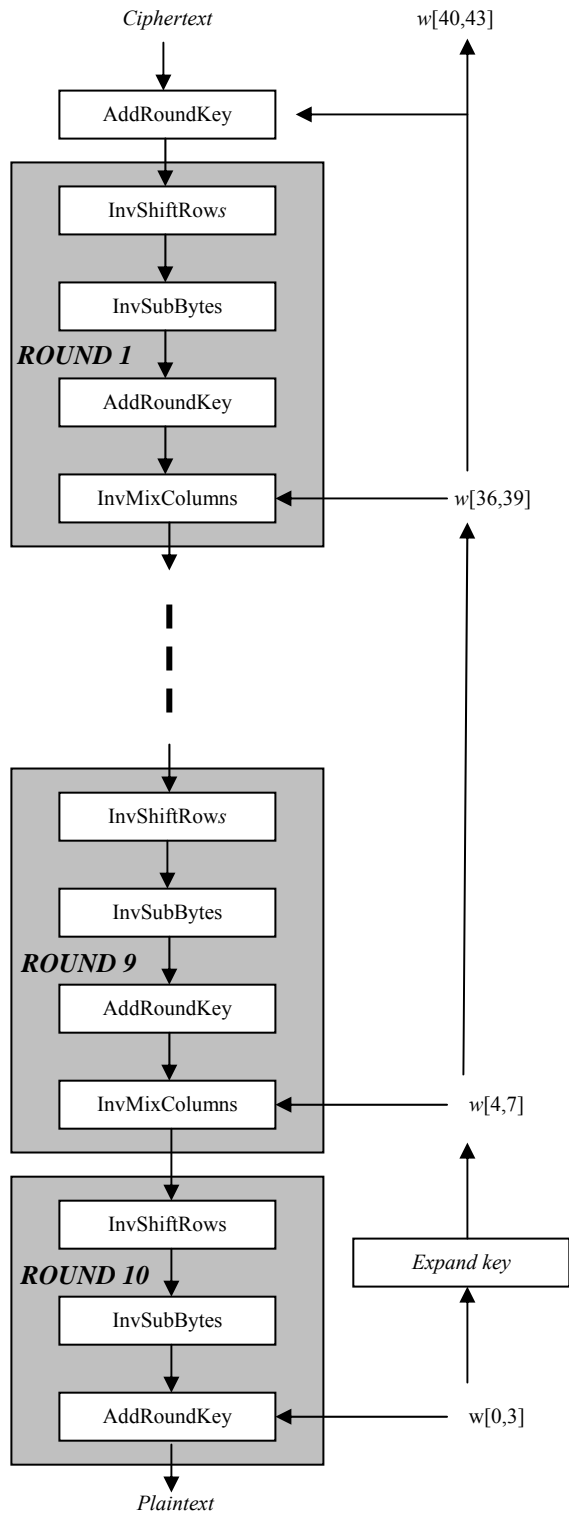 Ciphertext
w[40,43]
AddRoundKey
InvShiftRows
InvSubBytes
ROUND 1
AddRoundKey
InvMixColumns
w[36,39]
InvShiftRows
InvSubBytes
ROUND 9
AddRoundKey
InvMixColumns
w[4,7]
InvShiftRows
Expand key
ROUND 10
InvSubBytes
AddRoundKey
w[0,3]
Plaintext